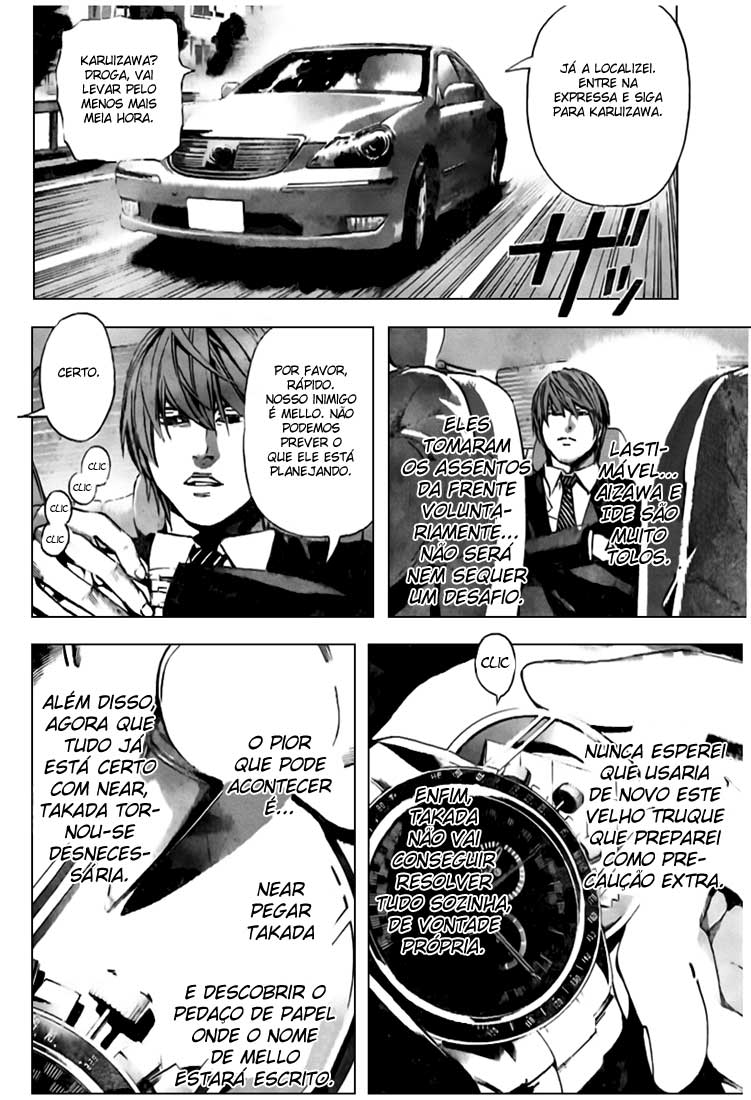 JÁ A LOCALIZEI.
ENTRE NA
EXPRESSA E SIGA
PARA KARUIZAWA.
KARUIZAWA?
DROGA, VAI
LEVAR PELO
MENOS MAIS
MEIA HORA.
LASTI-
MÁVEL...
AIZAWA E
IDE SÃO
MUITO
TOLOS.
ELES
TOMARAM
OS ASSENTOS
DA FRENTE
VOLUNTA-
RIAMENTE...
NÃO SERÁ
NEM SEQUER
UM DESAFIO.
POR FAVOR,
RÁPIDO.
NOSSO INIMIGO
É MELLO. NÃO
PODEMOS
PREVER O
QUE ELE ESTÁ
PLANEJANDO.
CERTO.
CLIC
CLIC
CLIC
CLIC
CLIC
NUNCA ESPEREI
QUE USARIA
DE NOVO ESTE
VELHO TRUQUE
QUE PREPAREI
COMO PRE-
CAUÇÃO EXTRA.
ENFIM,
TAKADA
NÃO VAI
CONSEGUIR
RESOLVER
TUDO SOZINHA,
DE VONTADE
PRÓPRIA.
O PIOR
QUE PODE
ACONTECER
É...
NEAR
PEGAR
TAKADA
E DESCOBRIR O
PEDAÇO DE PAPEL
ONDE O NOME
DE MELLO
ESTARÁ ESCRITO.
ALÉM DISSO,
AGORA QUE
TUDO JÁ
ESTÁ CERTO
COM NEAR,
TAKADA TOR-
NOU-SE
DESNECES-
SÁRIA.